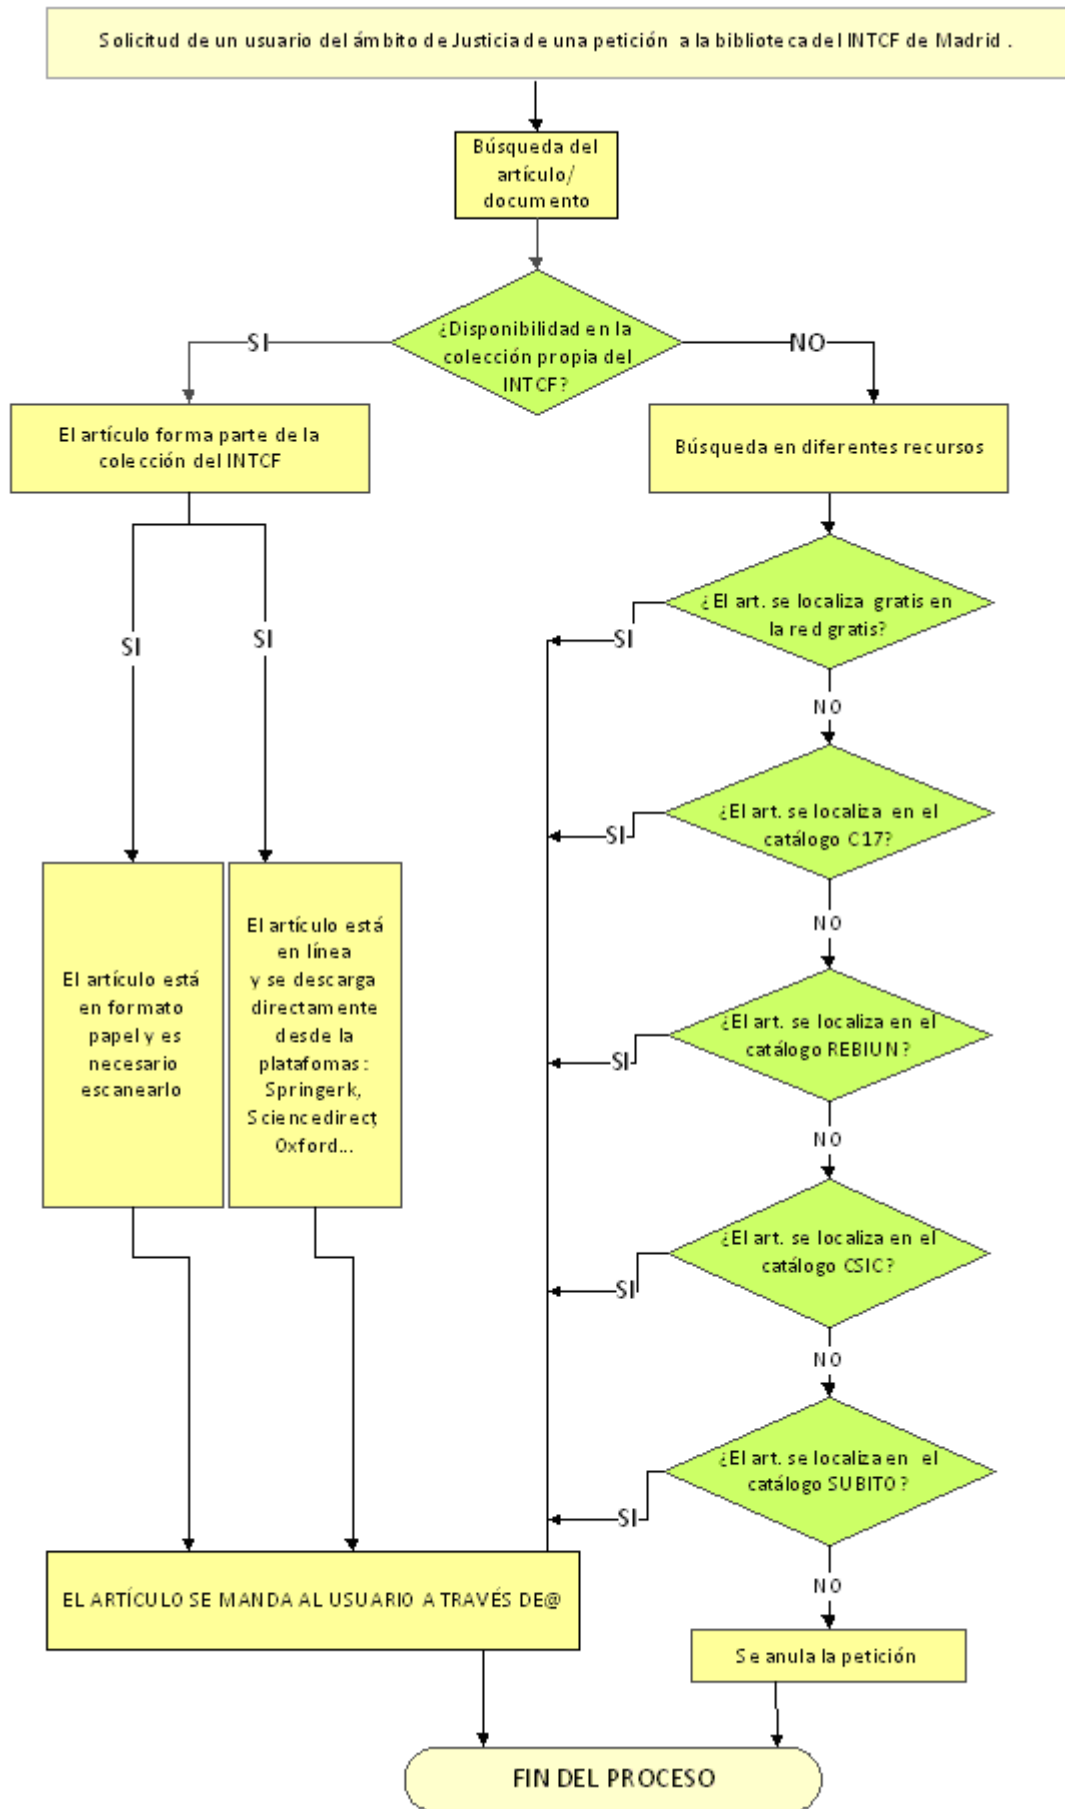 Solicitud de un usuario del ámbito de Justicia de una petición a la biblioteca del INTCF de Madrid .
Búsqueda del
artículo/
documento
¿Disponibilidad en la
colección propia del
INTCF?
SI
NO
El artículo forma parte de la
colección del INTCF
Búsqueda en diferentes recursos
SI
SI
¿El art. se localiza gratis en
la red gratis?
SI
NO
¿El art. se localiza en el
catálogo C17?
SI
NO
El artículo está
en formato
papel y es
necesario
escanearlo
El artículo está
en línea
y se descarga
directamente
desde la
platafomas:
Springerk,
Sciencedirect,
Oxford...
¿El art. se localiza en el
catálogo REBIUN?
SI
NO
¿El art. se localiza en el
catálogo CSIC?
SI
NO
¿El art. se localiza en el
catálogo SUBITO?
SI
NO
EL ARTÍCULO SE MANDA AL USUARIO A TRAVÉS DE@
Se anula la petición
FIN DEL PROCESO